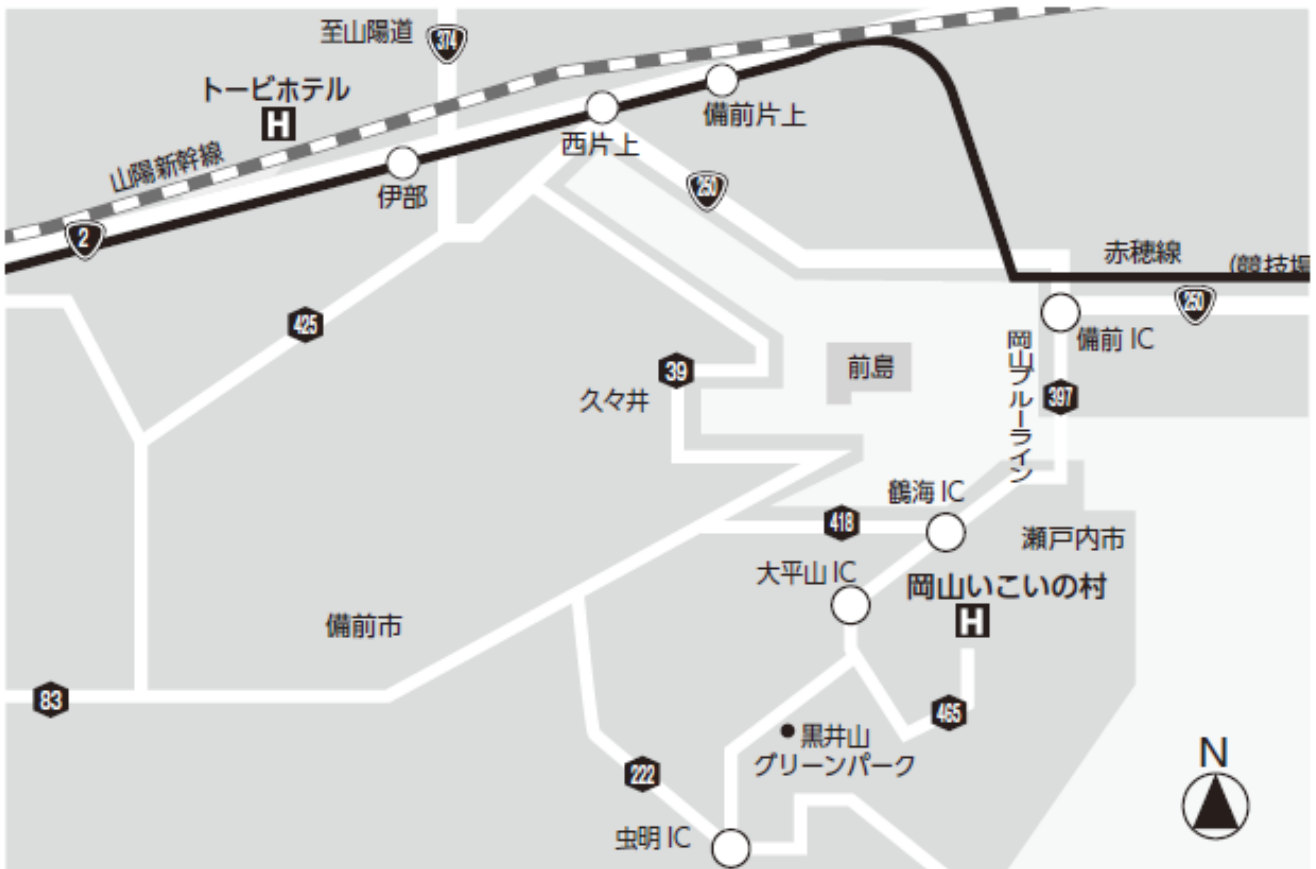 至山陽道
374
トービホテル
H
備前片上
西片上
山陽新幹線
伊部
250
2
赤穂線
(競技場
250
425
備前 IC
岡山ブルーライン
前島
39
397
久々井
鶴海 IC
418
瀬戸内市
大平山 IC
岡山いこいの村
H
備前市
83
465
黒井山
グリーンパーク
N
222
虫明 IC